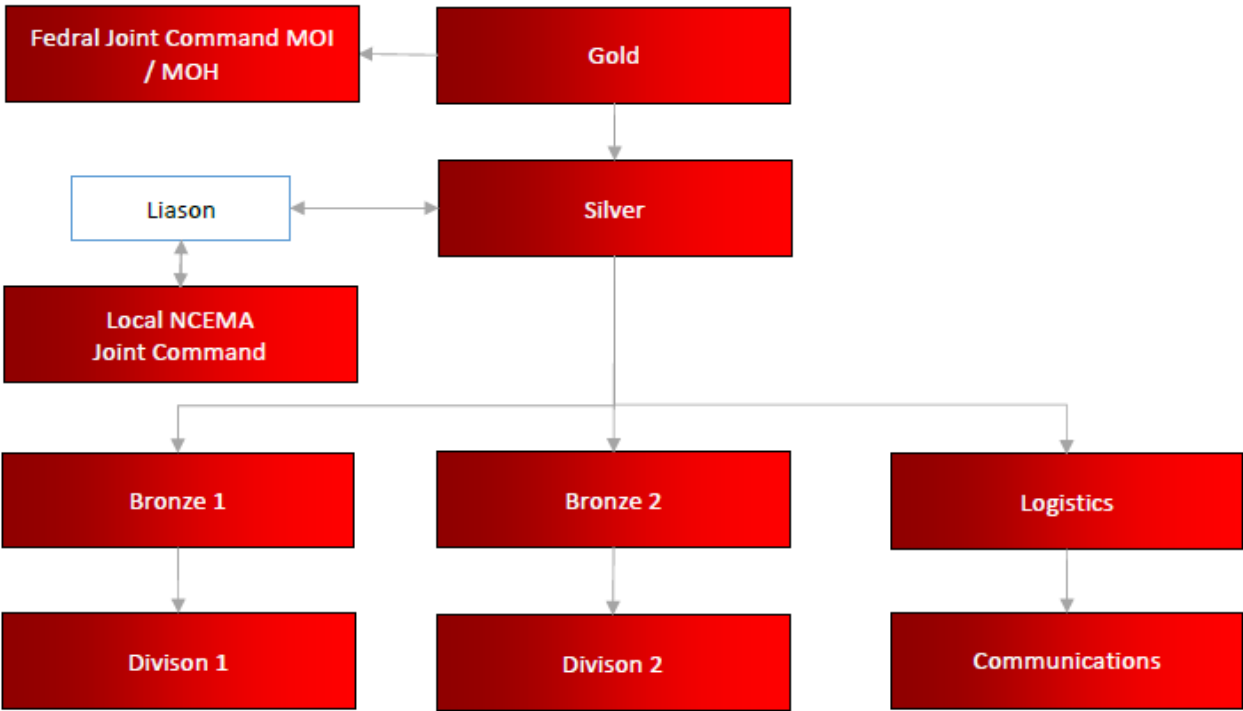 Fedral Joint Command MOI
/ MOH
Gold
Liason
Silver
Local NCEMA
Joint Command
Bronze 1
Bronze 2
Logistics
Divison 1
Divison 2
Communications